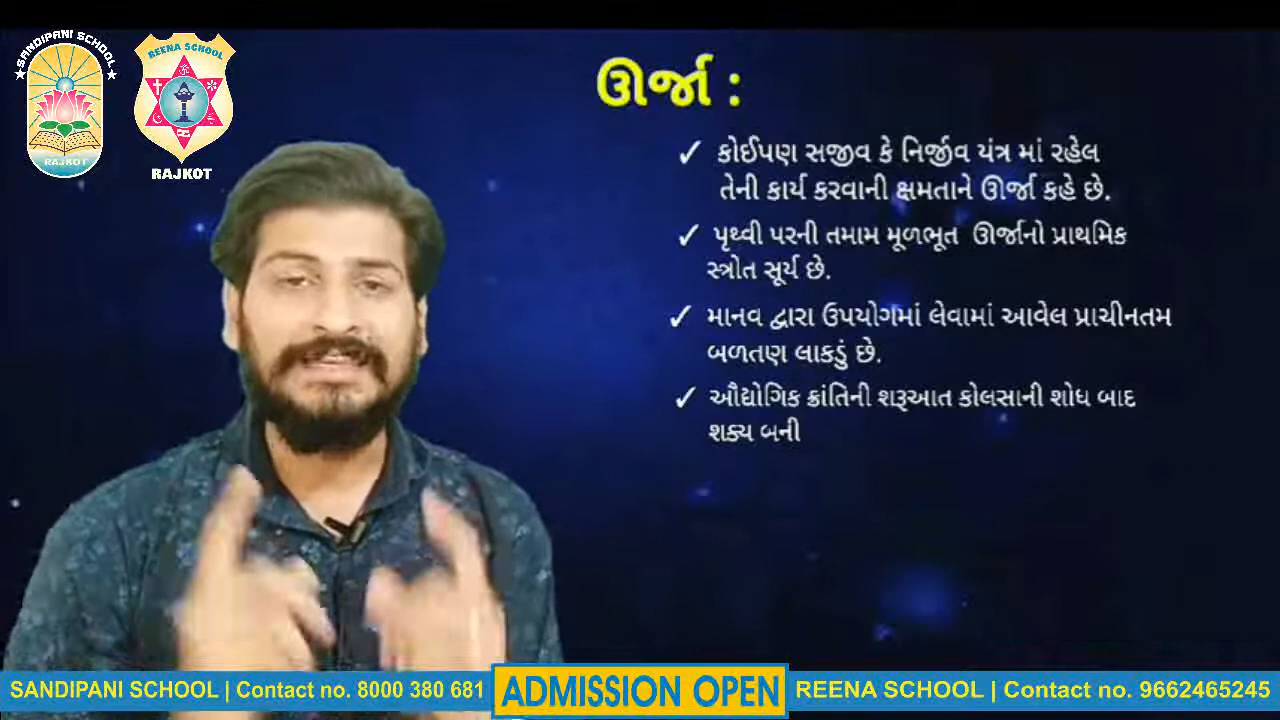 SANDIPANI SCHOOL
RAJKOT
REENA SCHOOL
RAJKOT
ઊર્જા :
✓ કોઈપણ સજીવ કે નિર્જીવ યંત્ર માં રહેલ
તેની કાર્ય કરવાની ક્ષમતાને ઊર્જા કહે છે.
✓ પૃથ્વી પરની તમામ મૂળભૂત ઊર્જાનો પ્રાથમિક
સ્ત્રોત સૂર્ય છે.
✓ માનવ દ્વારા ઉપયોગમાં લેવામાં આવેલ પ્રાચીનતમ
બળતણ લાકડું છે.
✓ ઔદ્યોગિક ક્રાંતિની શરૂઆત કોલસાની શોધ બાદ
શક્ય બની
SANDIPANI SCHOOL | Contact no. 8000 380 681
ADMISSION OPEN
REENA SCHOOL | Contact no. 9662465245